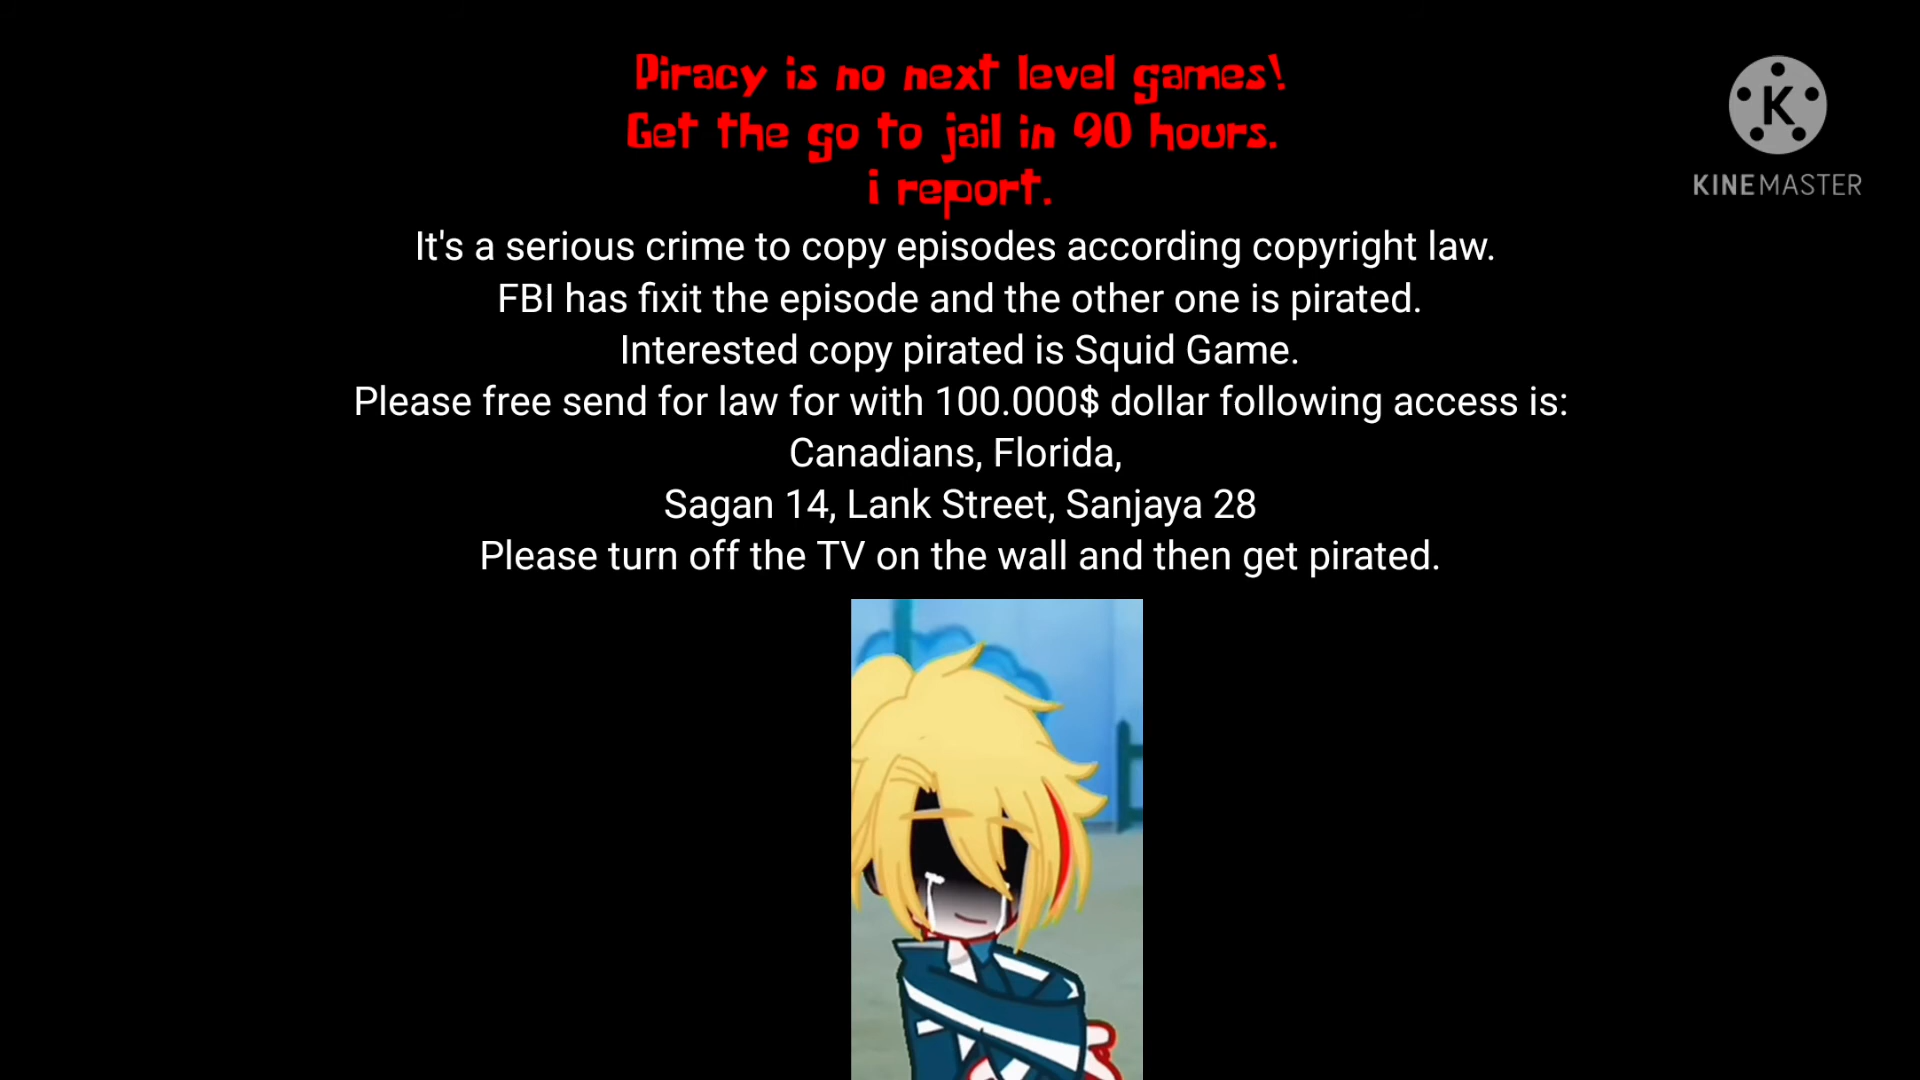 Piracy is no next level games!
Get the go to jail in 90 hours.
i report.
It's a serious crime to copy episodes according copyright law.
FBI has fixit the episode and the other one is pirated.
Interested copy pirated is Squid Game.
Please free send for law for with 100.000$ dollar following access is:
Canadians, Florida,
Sagan 14, Lank Street, Sanjaya 28
Please turn off the TV on the wall and then get pirated.
K
KINEMASTER